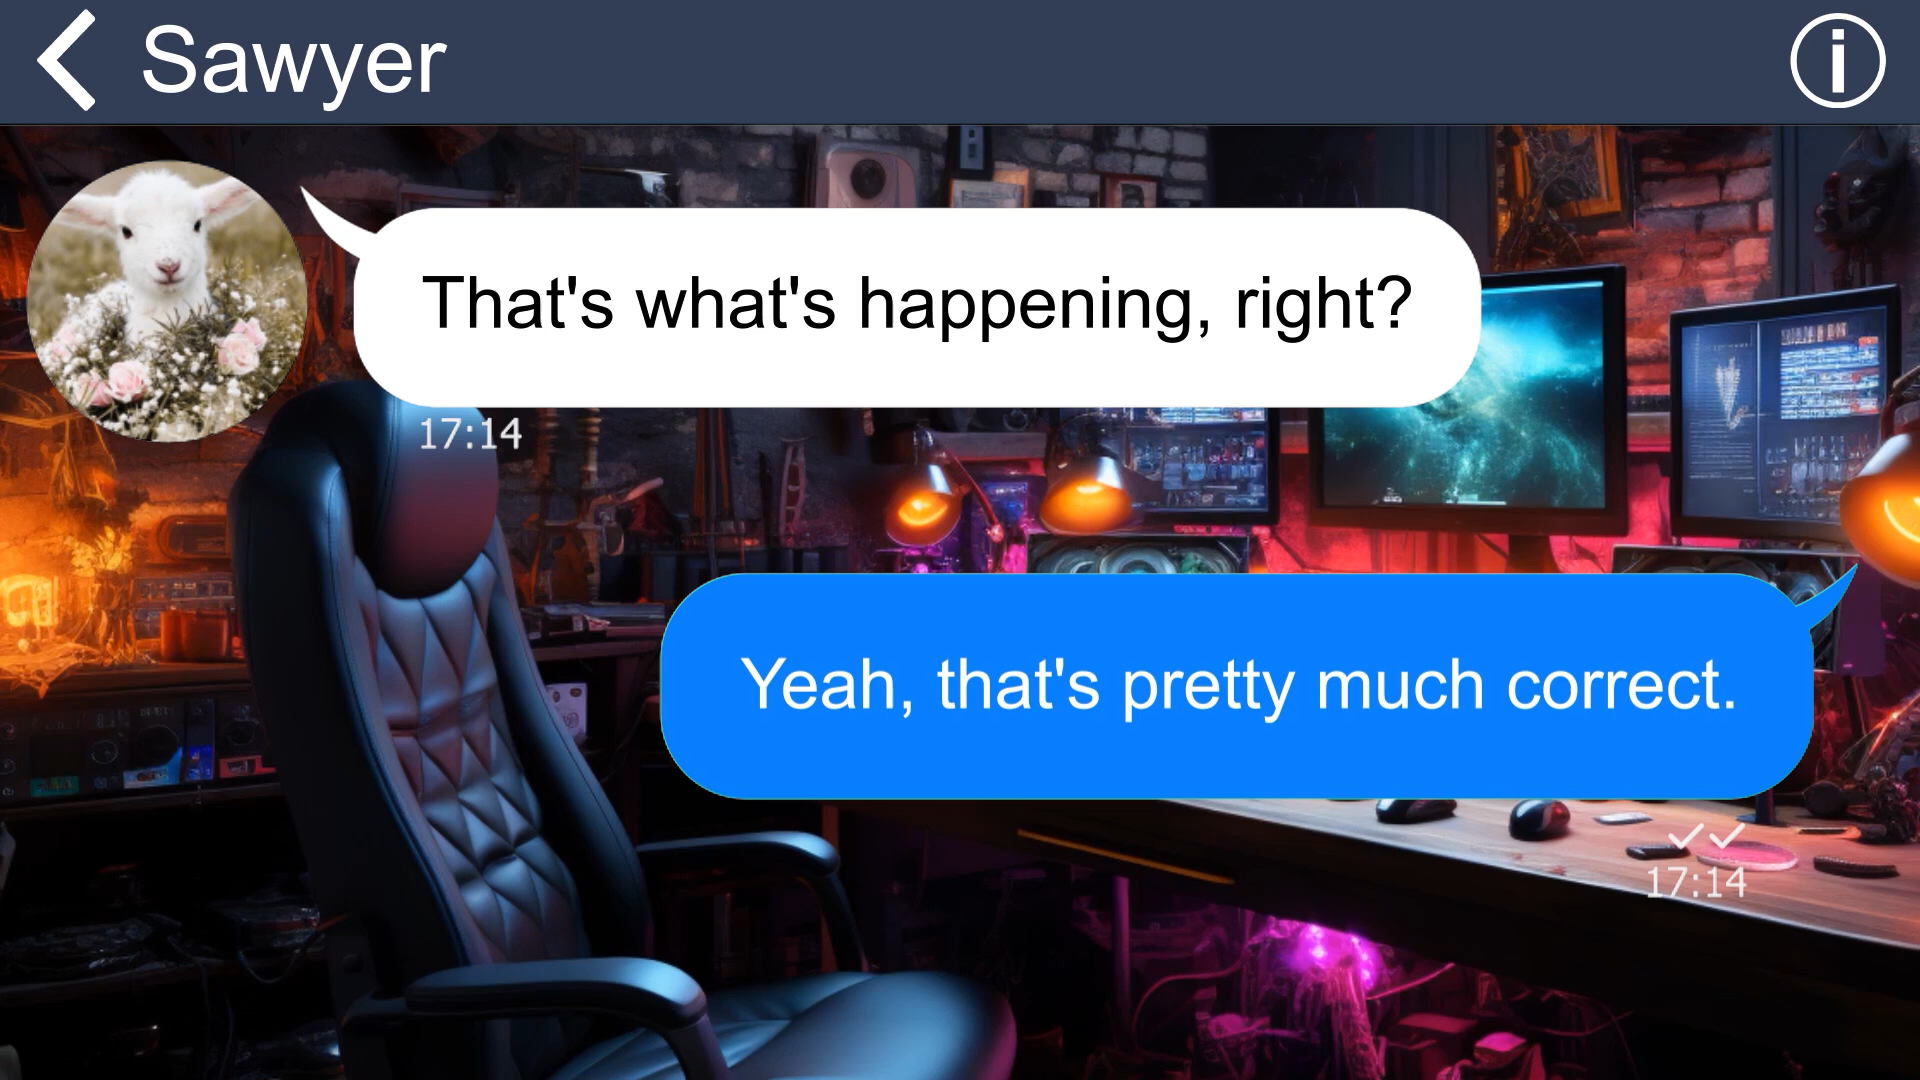 Sawyer
That's what's happening, right?
17:14
Yeah, that's pretty much correct.
17:14